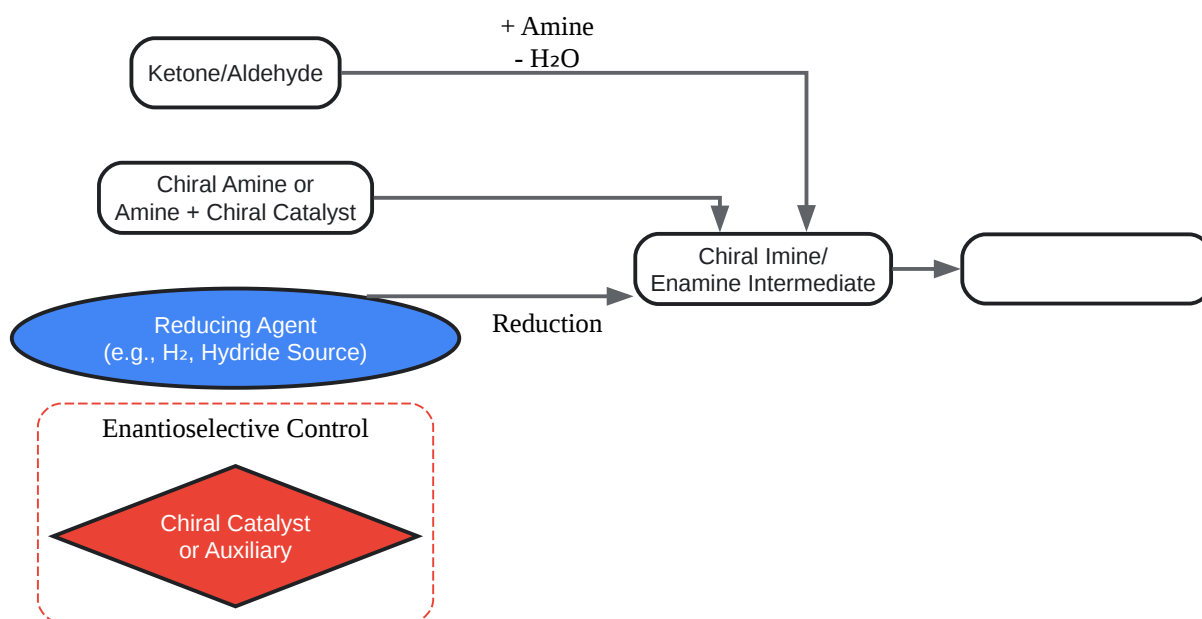 + Amine
- H₂O
Ketone/Aldehyde
Chiral Amine or
Amine + Chiral Catalyst
Chiral Imine/
Enamine Intermediate
Reducing Agent
(e.g., H₂, Hydride Source)
Reduction
Enantioselective Control
Chiral Catalyst
or Auxiliary